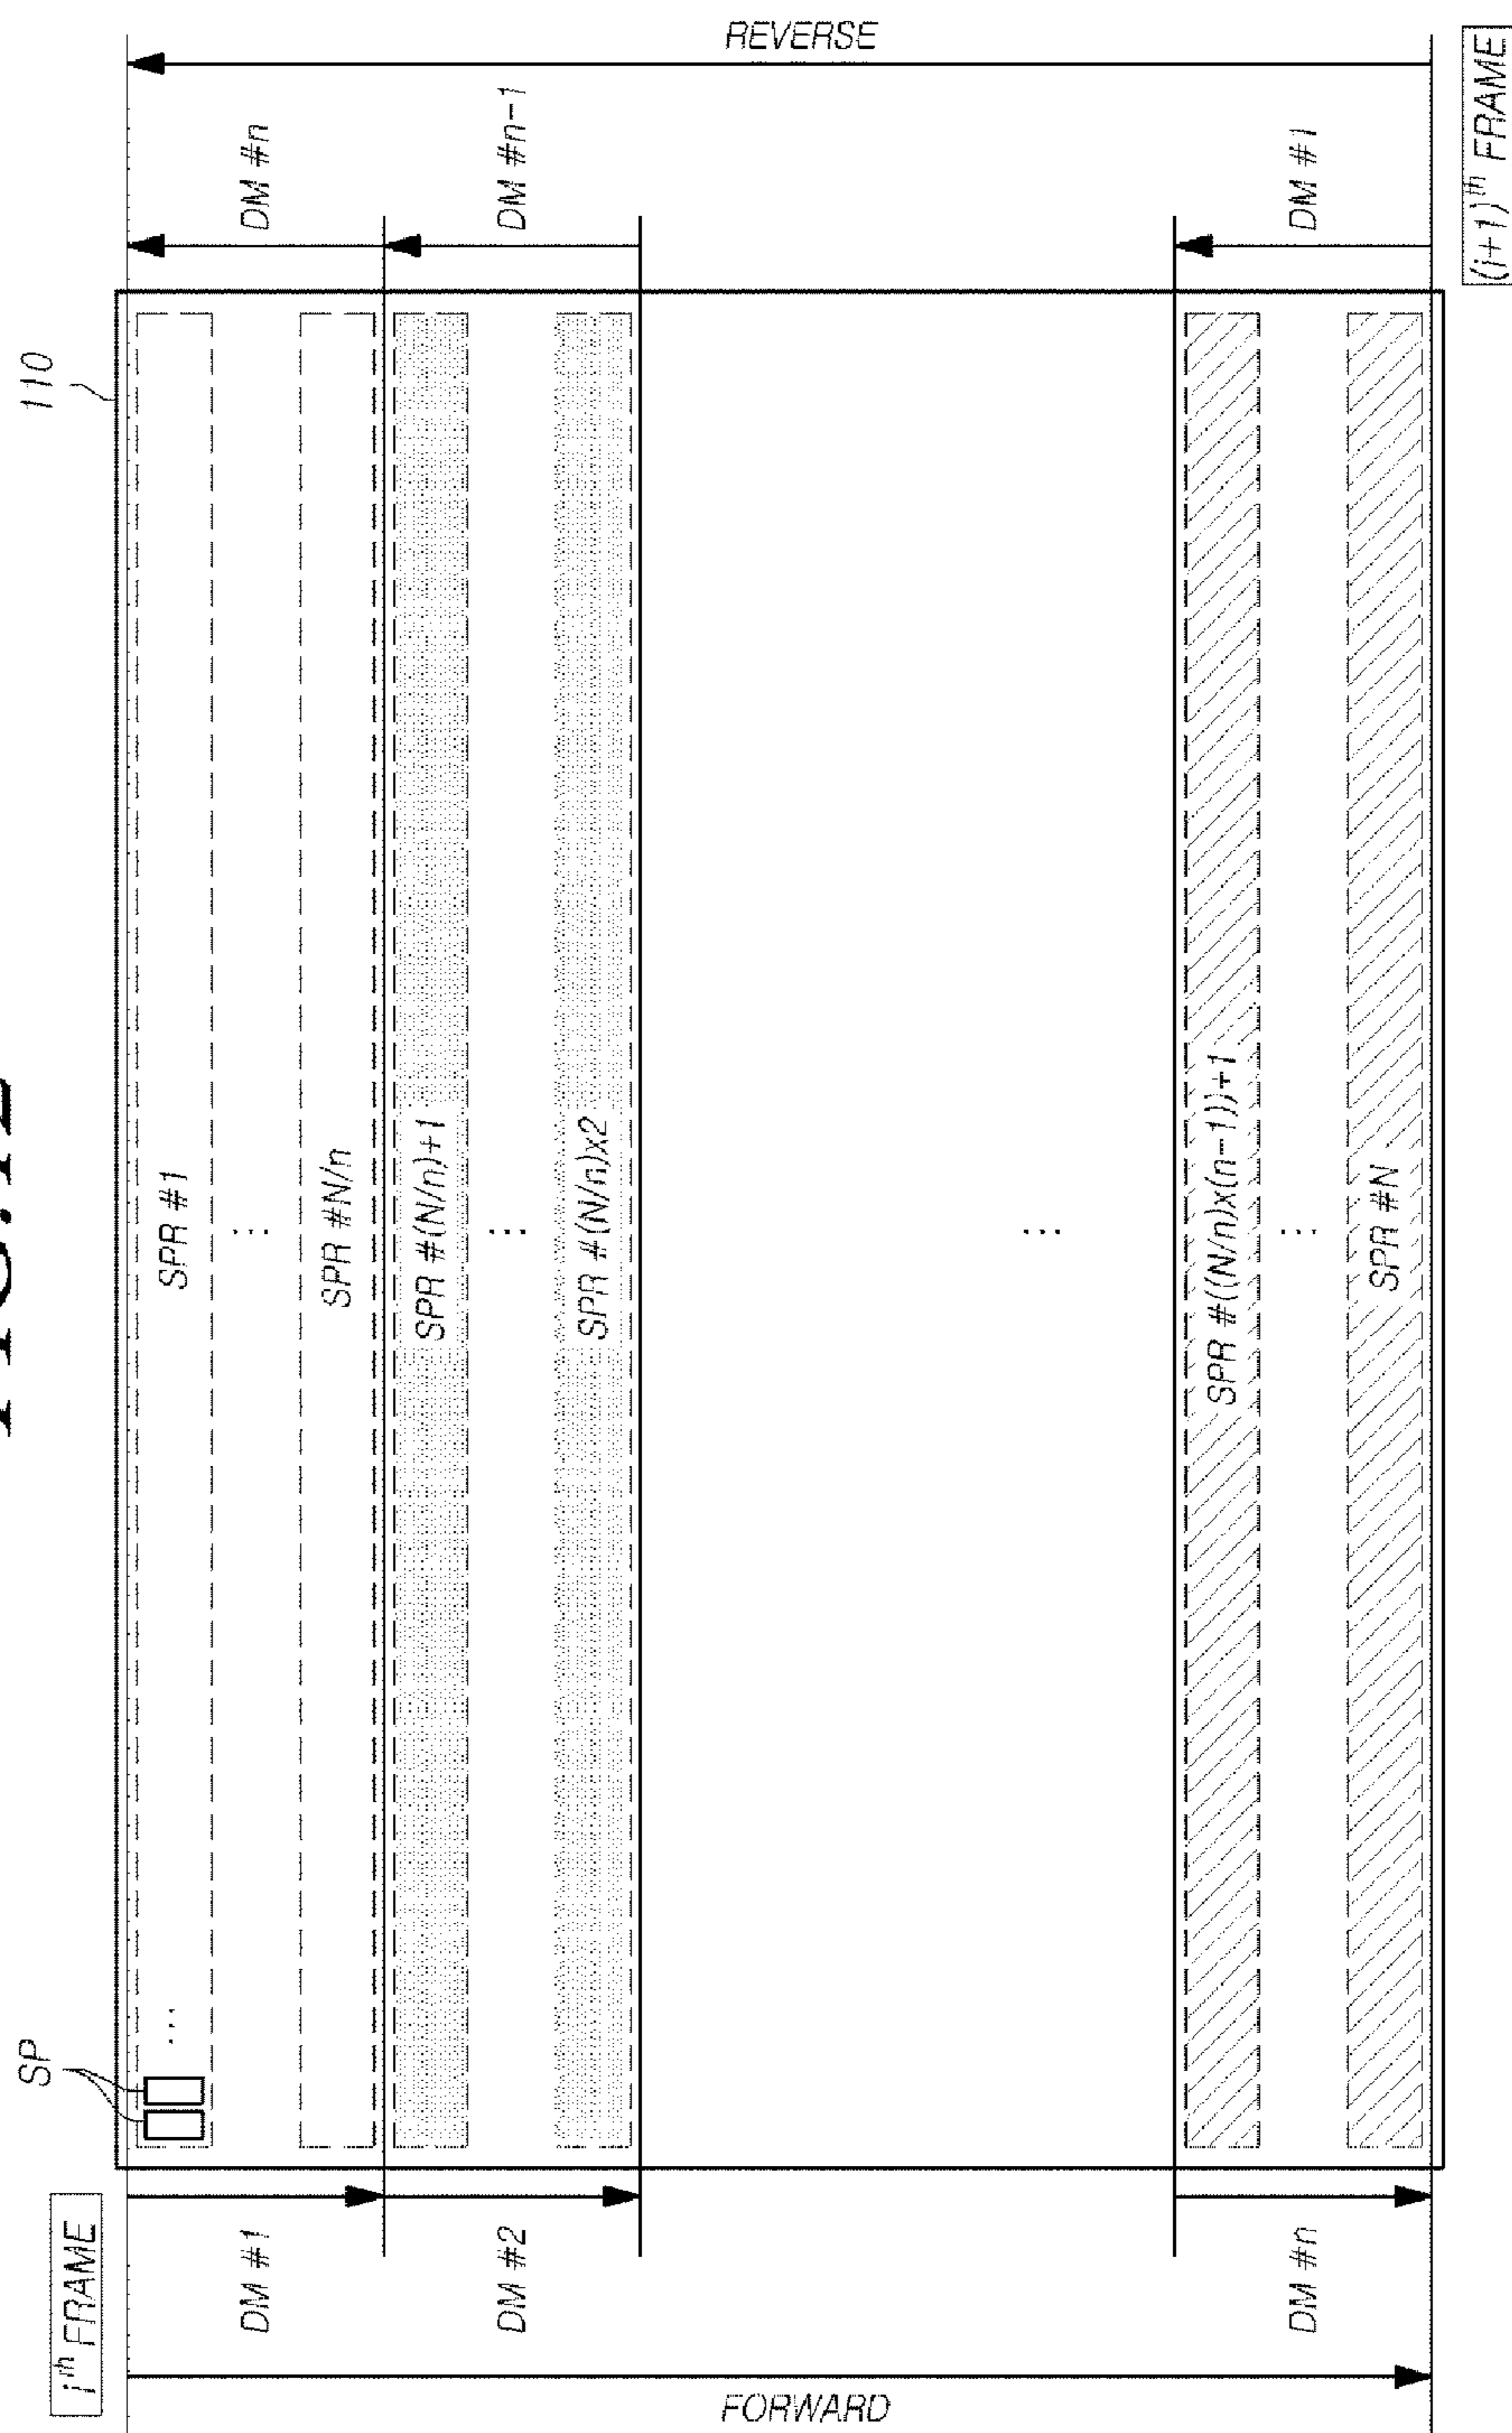 110
SP
i th FRAME
FORWARD
DM #1
DM #2
DM #n
SPR #1
...
...
SPR #N/n
SPR #(N/n)+1
...
SPR #(N/n)x2
...
SPR #((N/n)x(n-1))+1
...
SPR #N
DM #n
DM #n-1
DM #1
REVERSE
(i+1)th FRAME